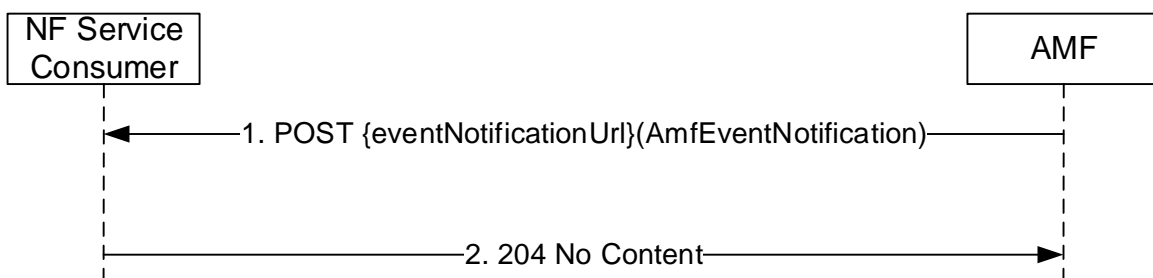 NF Service
Consumer
AMF
1. POST {eventNotificationUrl}(AmfEventNotification)
2. 204 No Content